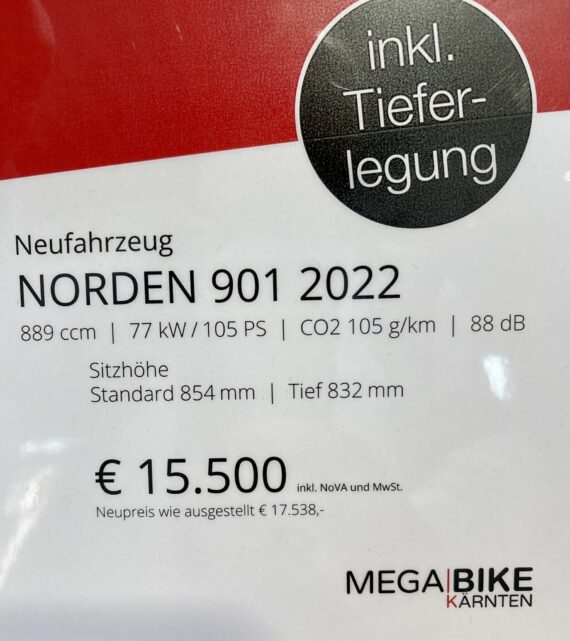 inkl.
Tiefer-
legung
Neufahrzeug
NORDEN 901 2022
889 ccm | 77 kW / 105 PS | CO2 105 g/km | 88 dB
Sitzhöhe
Standard 854 mm | Tief 832 mm
€ 15.500 inkl. NoVA und MwSt.
Neupreis wie ausgestellt € 17.538,-
MEGA|BIKE
KÄRNTEN